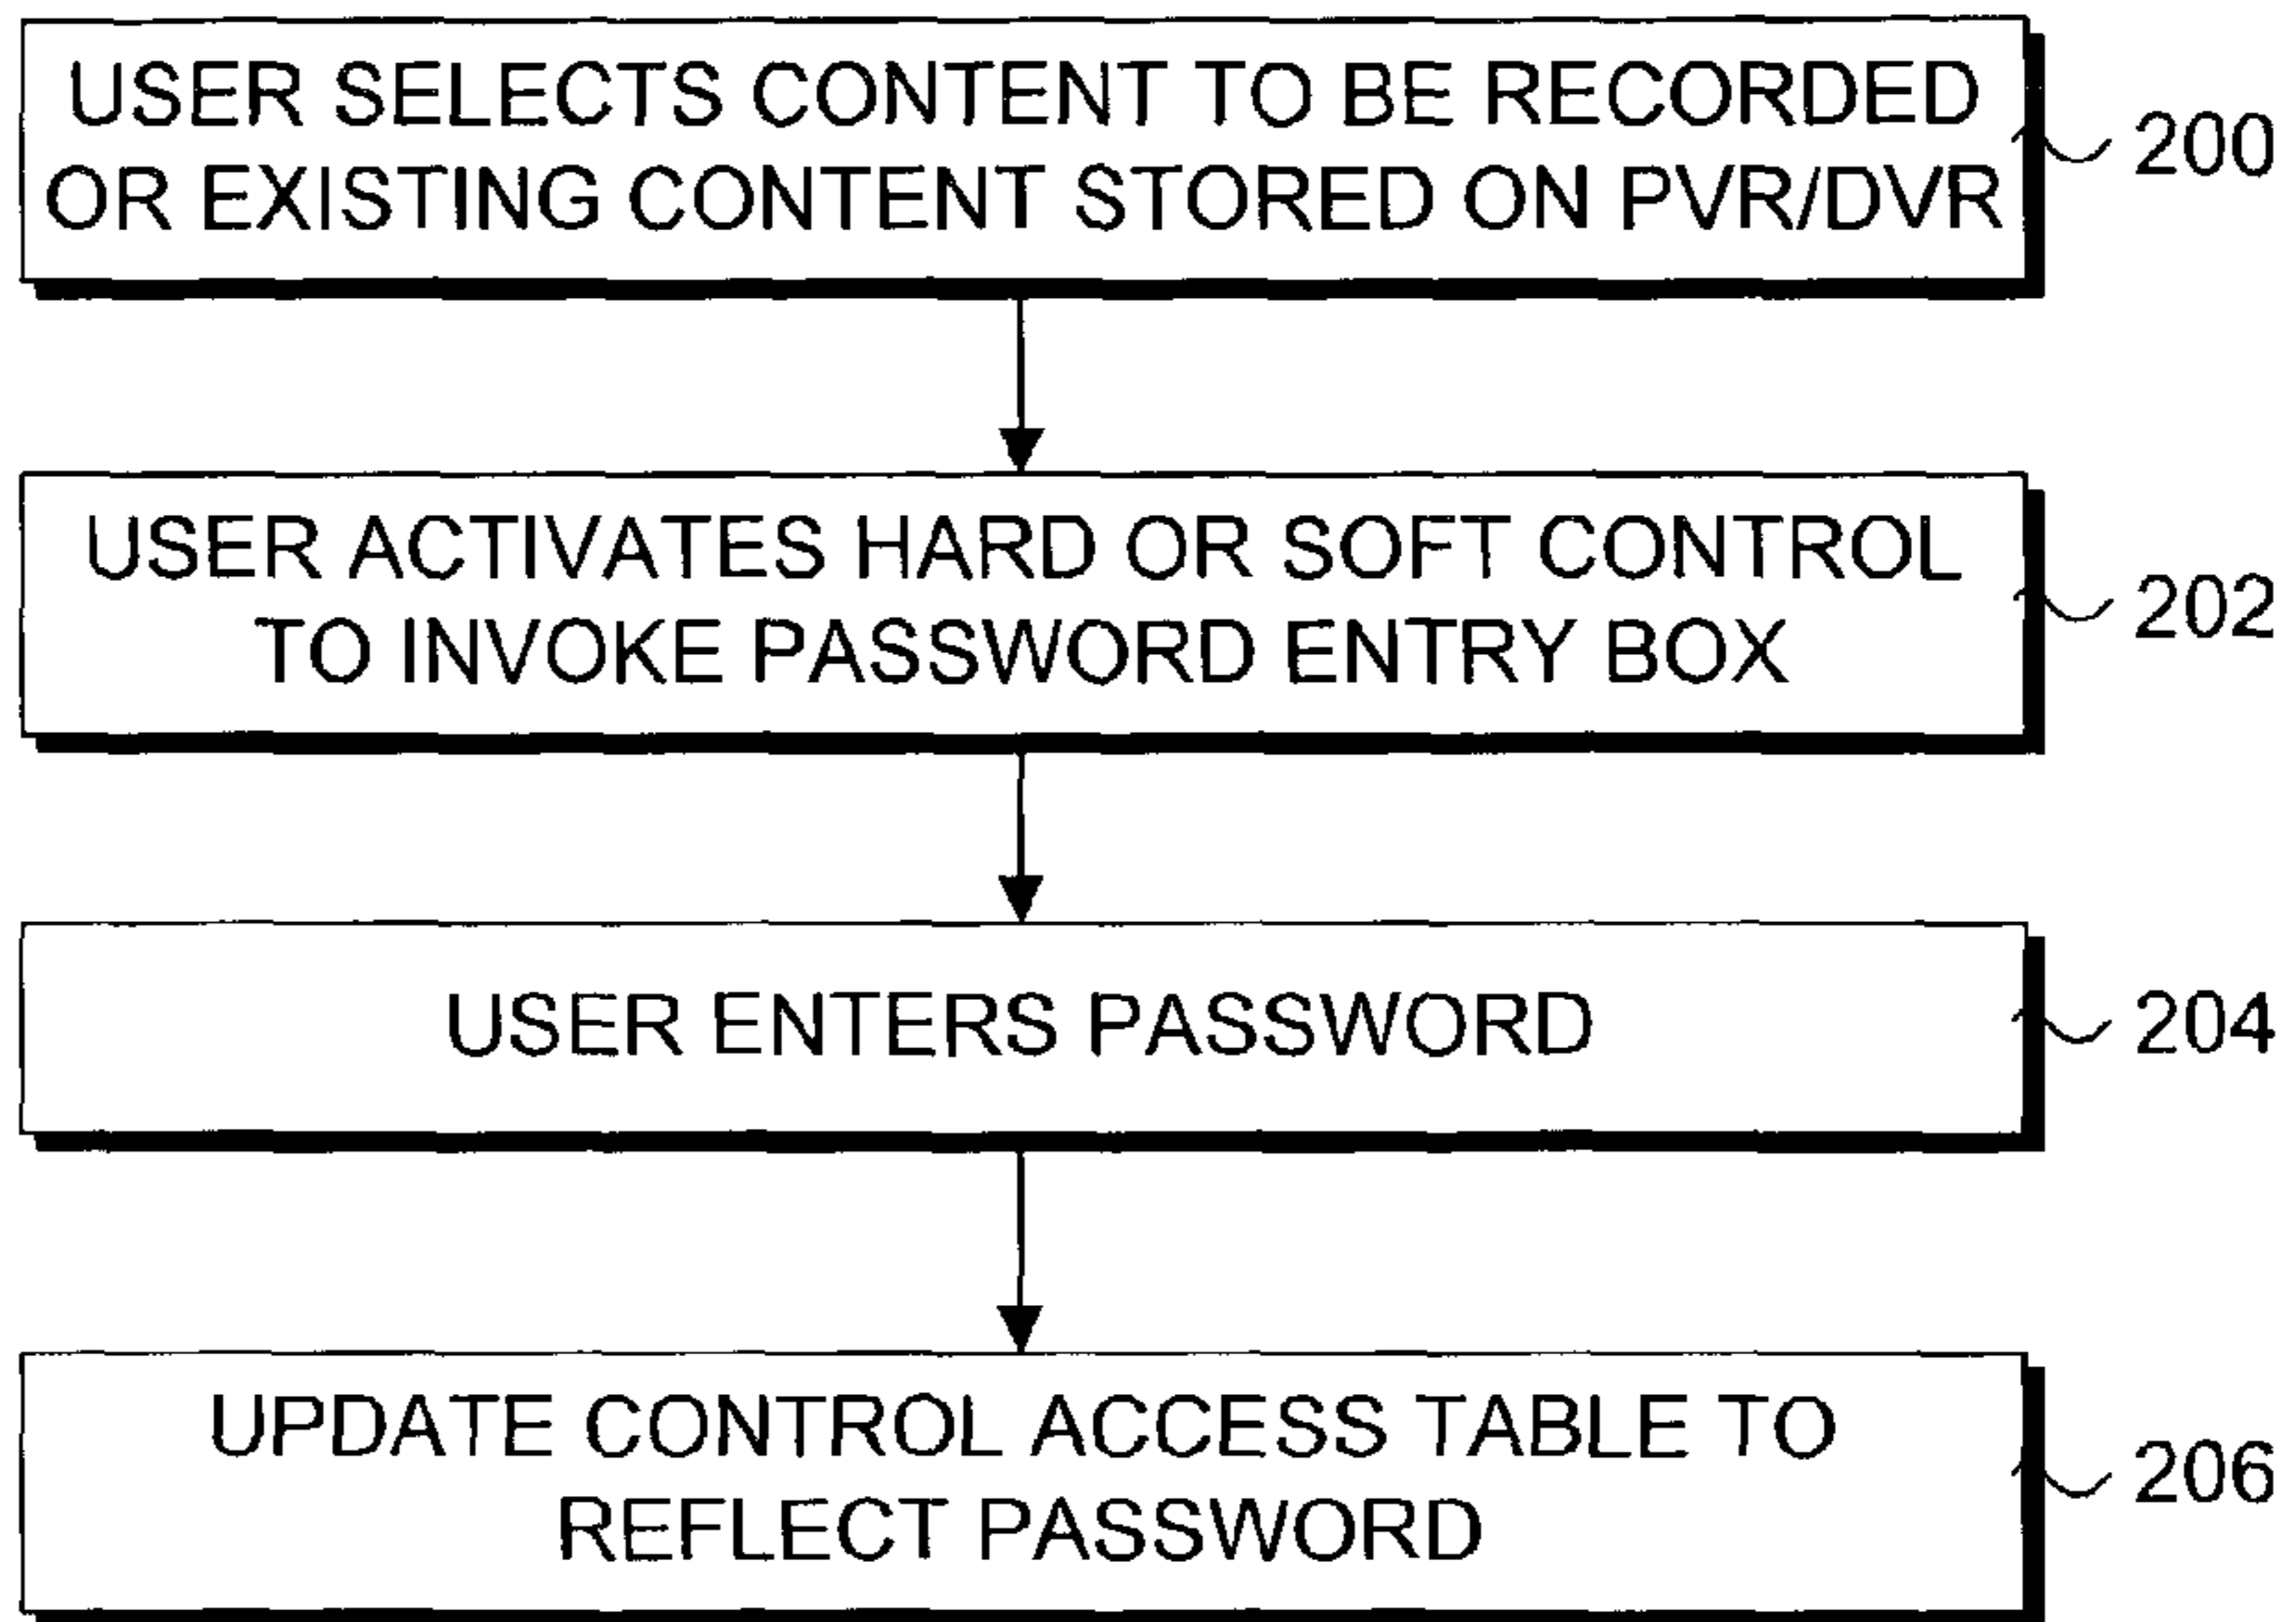 USER SELECTS CONTENT TO BE RECORDED
OR EXISTING CONTENT STORED ON PVR/DVR
200
USER ACTIVATES HARD OR SOFT CONTROL
TO INVOKE PASSWORD ENTRY BOX
202
USER ENTERS PASSWORD
204
UPDATE CONTROL ACCESS TABLE TO
REFLECT PASSWORD
206